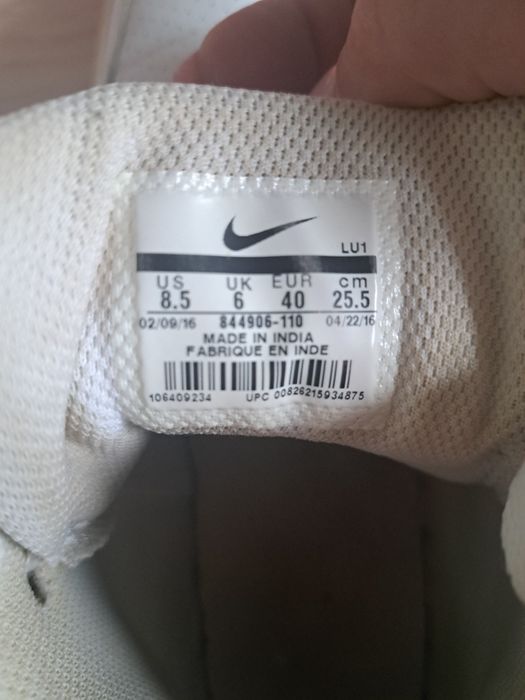 LU1
US UK EUR cm
8.5 6 40 25.5
02/09/16 844906-110 04/22/16
MADE IN INDIA
FABRIQUE EN INDE
106409234 UPC 00826215934875